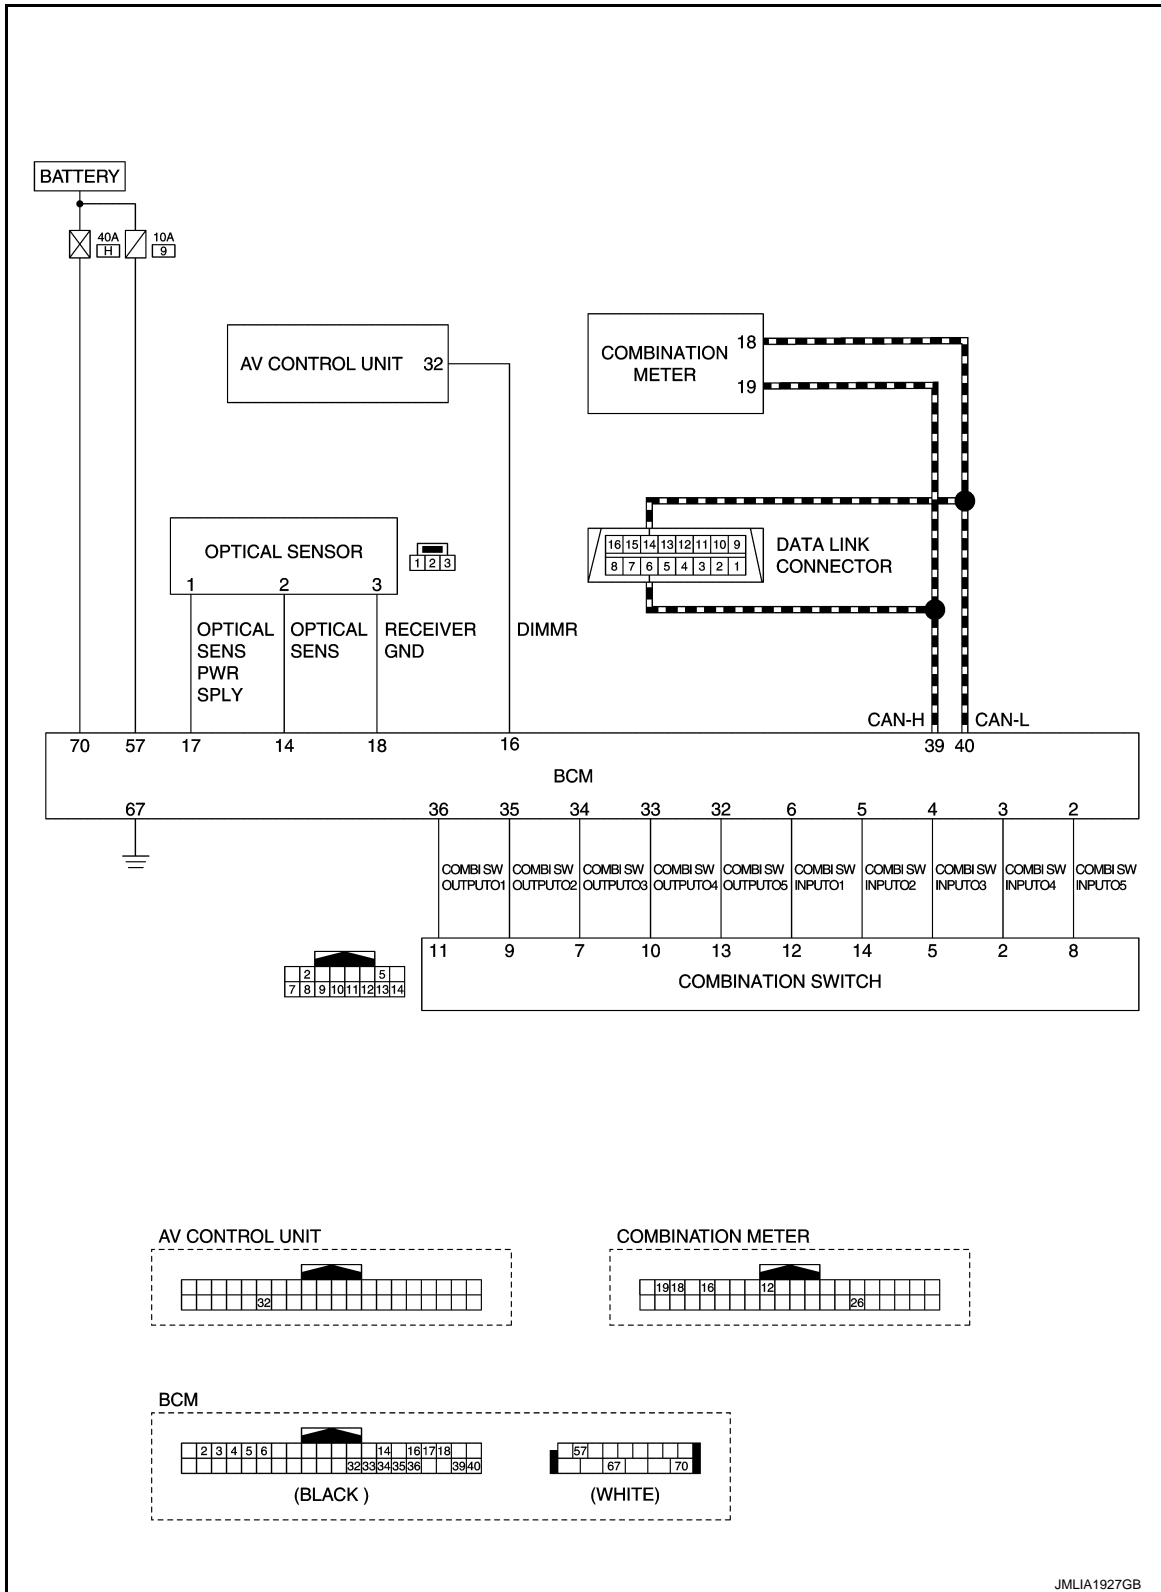 BATTERY
40A
H
10A
9
AV CONTROL UNIT 32
COMBINATION
METER
18
19
16 15 14 13 12 11 10 9
8 7 6 5 4 3 2 1
DATA LINK
CONNECTOR
OPTICAL SENSOR
1 2 3
1 2 3
OPTICAL
SENS
PWR
SPLY
OPTICAL
SENS
RECEIVER
GND
DIMMR
CAN-H
CAN-L
70 57 17 14 18 16 39 40
BCM
67 36 35 34 33 32 6 5 4 3 2
COMBI SW
OUTPUTO1
COMBI SW
OUTPUTO2
COMBI SW
OUTPUTO3
COMBI SW
OUTPUTO4
COMBI SW
OUTPUTO5
COMBI SW
INPUTO1
COMBI SW
INPUTO2
COMBI SW
INPUTO3
COMBI SW
INPUTO4
COMBI SW
INPUTO5
11 9 7 10 13 12 14 5 2 8
COMBINATION SWITCH
2 5
7 8 9 10 11 12 13 14
AV CONTROL UNIT
32
COMBINATION METER
19 18 16 12
26
BCM
2 3 4 5 6 14 16 17 18
32 33 34 35 36 39 40
(BLACK )
57
67 70
(WHITE)
JMLIA1927GB